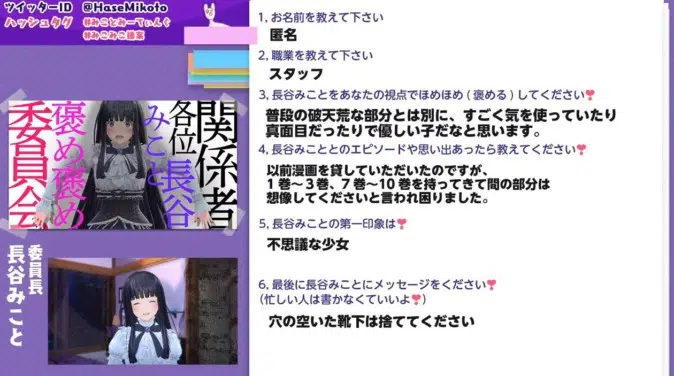 ツイッターID @HaseMikoto
ハッシュタグ #みことみーてぃんぐ
#みこみこ議案
関係者
各位
長谷
みこと
褒め褒め
委員会
委員長
長谷みこと
1, お名前を教えて下さい
匿名
2, 職業を教えて下さい
スタッフ
3, 長谷みことをあなたの視点でほめほめ(褒める)してください❣
普段の破天荒な部分とは別に、すごく気を使っていたり
真面目だったりで優しい子だなと思います。
4, 長谷みこととのエピソードや思い出あったら教えてください❣
以前漫画を貸していただいたのですが、
1巻〜3巻、7巻〜10巻を持ってきて間の部分は
想像してくださいと言われ困りました。
5, 長谷みことの第一印象は❣
不思議な少女
6, 最後に長谷みことにメッセージをください❣
(忙しい人は書かなくていいよ❣)
穴の空いた靴下は捨ててください